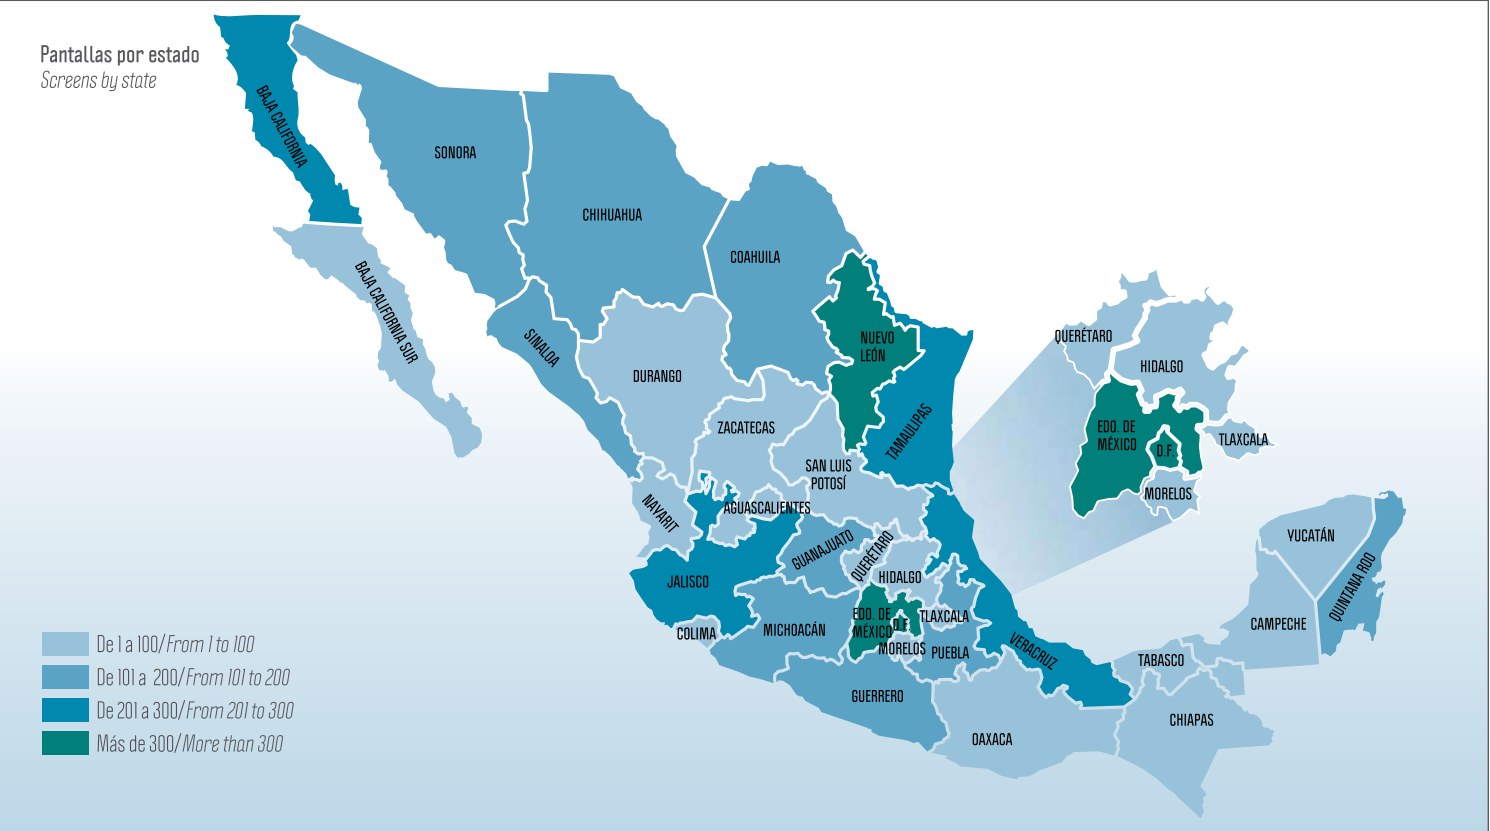 Pantallas por estado
Screens by state
BAJA CALIFORNIA
SONORA
CHIHUAHUA
COAHUILA
BAJA CALIFORNIA SUR
SINALOA
DURANGO
NUEVO
LEÓN
TAMAULIPAS
ZACATECAS
SAN LUIS
POTOSÍ
NAYARIT
AGUASCALIENTES
GUANAJUATO
QUERÉTARO
HIDALGO
JALISCO
COLIMA
MICHOACÁN
EDO. DE
MÉXICO
D.F.
TLAXCALA
MORELOS
PUEBLA
VERACRUZ
GUERRERO
OAXACA
TABASCO
CHIAPAS
CAMPECHE
YUCATÁN
QUINTANA ROO
QUERÉTARO
HIDALGO
EDO. DE
MÉXICO
D.F.
TLAXCALA
MORELOS
De 1 a 100/From 1 to 100
De 101 a 200/From 101 to 200
De 201 a 300/From 201 to 300
Más de 300/More than 300